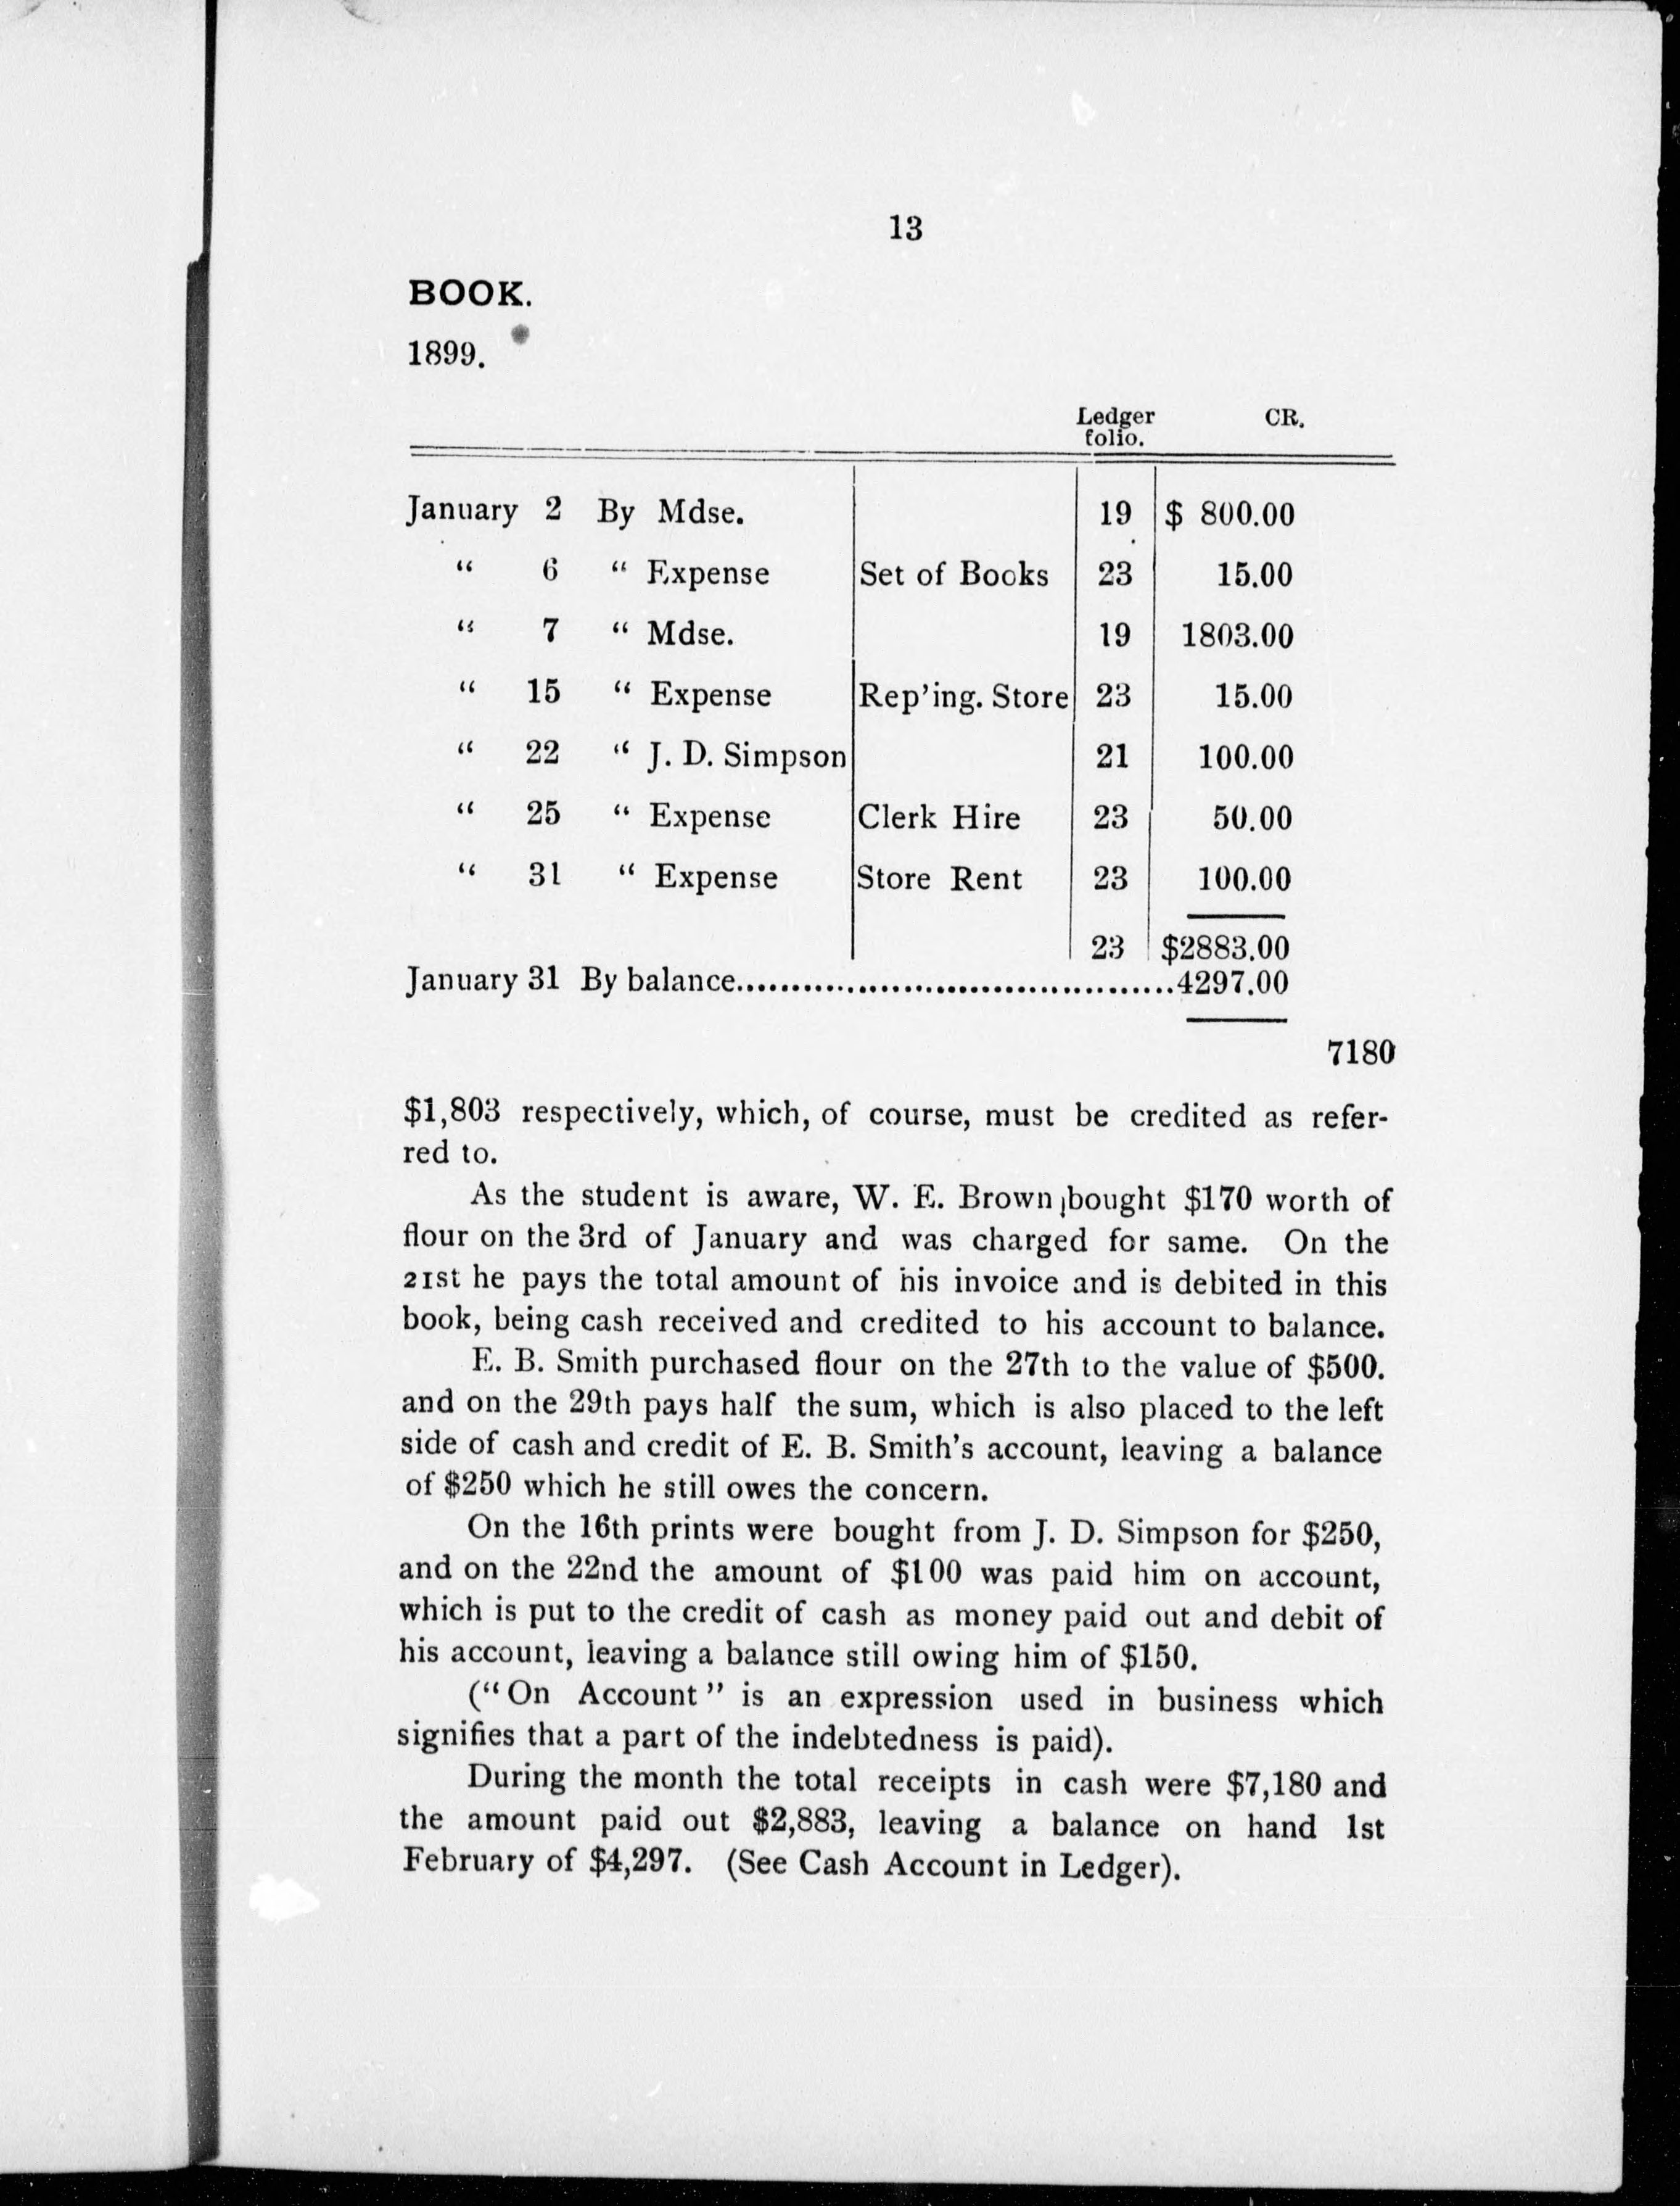 13
BOOK.
1899.
Ledger folio. CR.
January 2 By Mdse. 19 $ 800.00
“ 6 “ Expense Set of Books 23 15.00
“ 7 “ Mdse. 19 1803.00
“ 15 “ Expense Rep’ing. Store 23 15.00
“ 22 “ J. D. Simpson 21 100.00
“ 25 “ Expense Clerk Hire 23 50.00
“ 31 “ Expense Store Rent 23 100.00
23 $2883.00
January 31 By balance............................................4297.00
7180
$1,803 respectively, which, of course, must be credited as refer-
red to.
As the student is aware, W. E. Brown bought $170 worth of
flour on the 3rd of January and was charged for same. On the
21st he pays the total amount of his invoice and is debited in this
book, being cash received and credited to his account to balance.
E. B. Smith purchased flour on the 27th to the value of $500.
and on the 29th pays half the sum, which is also placed to the left
side of cash and credit of E. B. Smith’s account, leaving a balance
of $250 which he still owes the concern.
On the 16th prints were bought from J. D. Simpson for $250,
and on the 22nd the amount of $100 was paid him on account,
which is put to the credit of cash as money paid out and debit of
his account, leaving a balance still owing him of $150.
(“On Account” is an expression used in business which
signifies that a part of the indebtedness is paid).
During the month the total receipts in cash were $7,180 and
the amount paid out $2,883, leaving a balance on hand 1st
February of $4,297. (See Cash Account in Ledger).